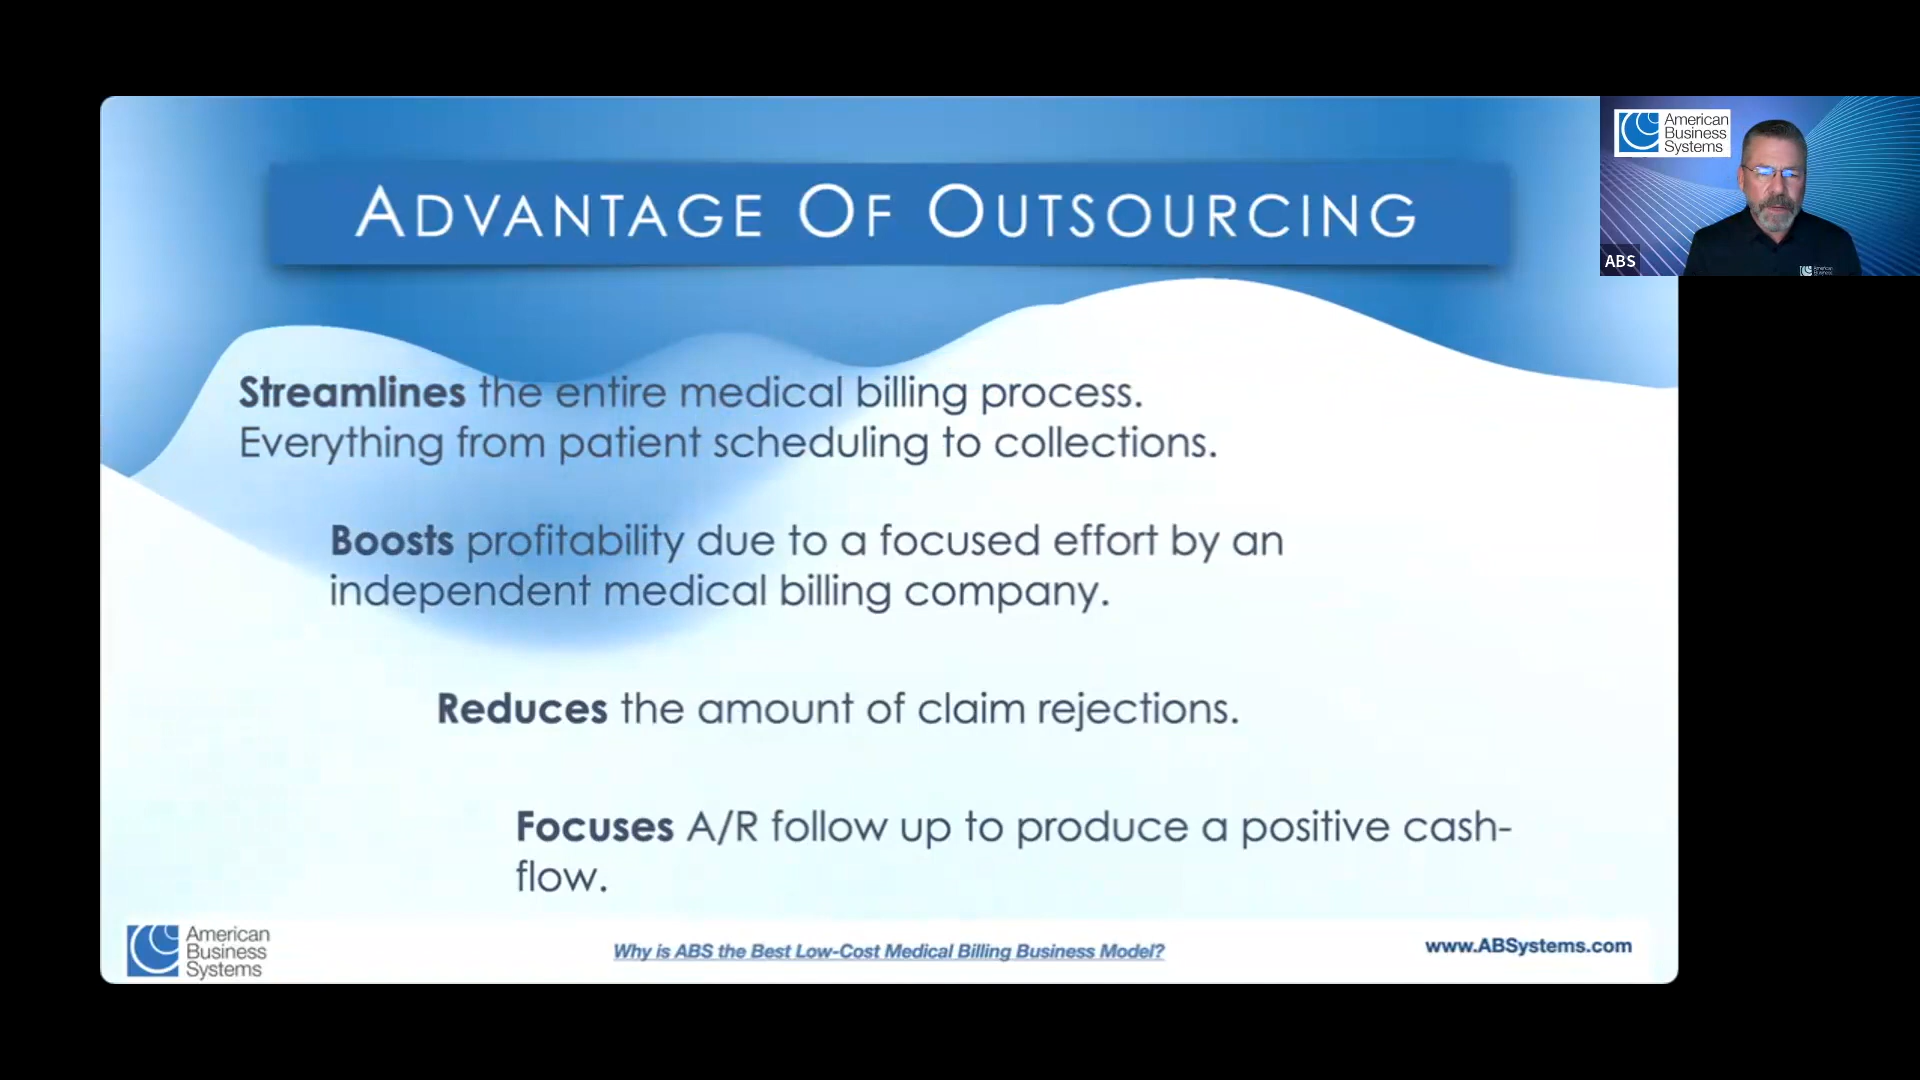 ADVANTAGE OF OUTSOURCING
American
Business
Systems
ABS
Streamlines the entire medical billing process.
Everything from patient scheduling to collections.
Boosts profitability due to a focused effort by an
independent medical billing company.
Reduces the amount of claim rejections.
Focuses A/R follow up to produce a positive cash-
flow.
American
Business
Systems
Why is ABS the Best Low-Cost Medical Billing Business Model?
www.ABSystems.com